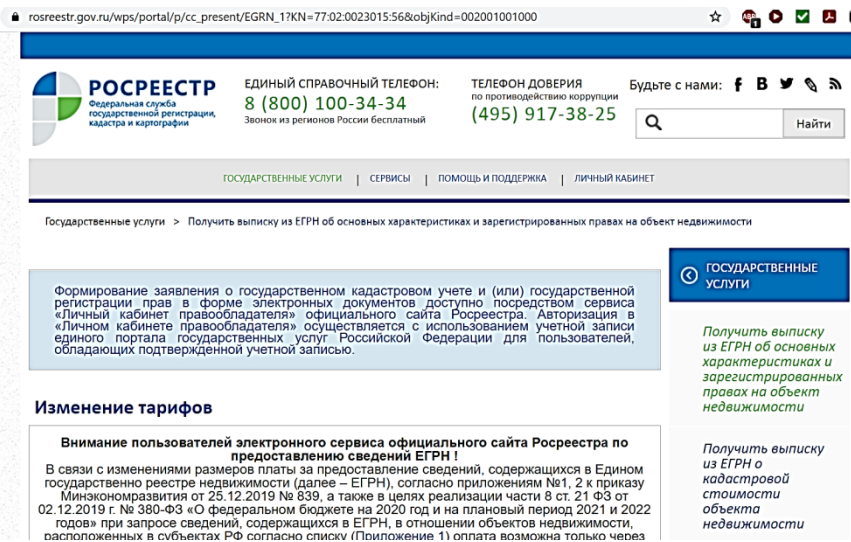 rosreestr.gov.ru/wps/portal/p/cc_present/EGRN_1?KN=77:02:0023015:56&objKind=002001001000
РОСРЕЕСТР
Федеральная служба
государственной регистрации,
кадастра и картографии
ЕДИНЫЙ СПРАВОЧНЫЙ ТЕЛЕФОН:
8 (800) 100-34-34
Звонок из регионов России бесплатный
ТЕЛЕФОН ДОВЕРИЯ
по противодействию коррупции
(495) 917-38-25
Будьте с нами:
Найти
ГОСУДАРСТВЕННЫЕ УСЛУГИ | СЕРВИСЫ | ПОМОЩЬ И ПОДДЕРЖКА | ЛИЧНЫЙ КАБИНЕТ
Государственные услуги > Получить выписку из ЕГРН об основных характеристиках и зарегистрированных правах на объект недвижимости
Формирование заявления о государственном кадастровом учете и (или) государственной
регистрации прав в форме электронных документов доступно посредством сервиса
«Личный кабинет правообладателя» официального сайта Росреестра. Авторизация в
«Личном кабинете правообладателя» осуществляется с использованием учетной записи
единого портала государственных услуг Российской Федерации для пользователей,
обладающих подтвержденной учетной записью.
Изменение тарифов
Внимание пользователей электронного сервиса официального сайта Росреестра по
предоставлению сведений ЕГРН !
В связи с изменениями размеров платы за предоставление сведений, содержащихся в Едином
государственно реестре недвижимости (далее – ЕГРН), согласно приложениям №1, 2 к приказу
Минэкономразвития от 25.12.2019 № 839, а также в целях реализации части 8 ст. 21 ФЗ от
02.12.2019 г. № 380-ФЗ «О федеральном бюджете на 2020 год и на плановый период 2021 и 2022
годов» при запросе сведений, содержащихся в ЕГРН, в отношении объектов недвижимости,
расположенных в субъектах РФ согласно списку (Приложение 1) оплата возможна только через
ГОСУДАРСТВЕННЫЕ
УСЛУГИ
Получить выписку
из ЕГРН об основных
характеристиках и
зарегистрированных
правах на объект
недвижимости
Получить выписку
из ЕГРН о
кадастровой
стоимости
объекта
недвижимости